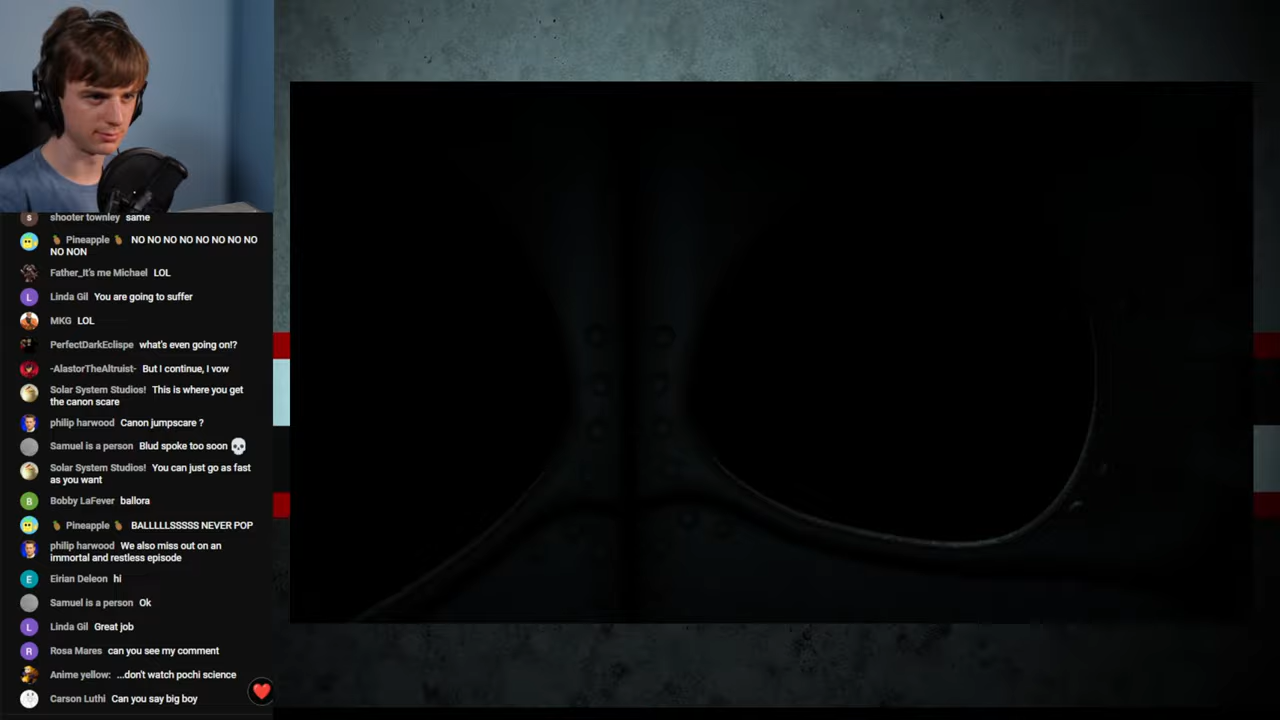 S shooter townley same
Pineapple NO NO NO NO NO NO NO NO
NO NON
Father_It's me Michael LOL
L Linda Gil You are going to suffer
MKG LOL
PerfectDarkEclispe what's even going on!?
-AlastorTheAltruist- But I continue, I vow
Solar System Studios! This is where you get
the canon scare
philip harwood Canon jumpscare ?
Samuel is a person Blud spoke too soon 💀
Solar System Studios! You can just go as fast
as you want
B Bobby LaFever ballora
Pineapple BALLLLSSSSS NEVER POP
philip harwood We also miss out on an
immortal and restless episode
E Eirian Deleon hi
Samuel is a person Ok
L Linda Gil Great job
R Rosa Mares can you see my comment
Anime yellow: ...don't watch pochi science
Carson Luthi Can you say big boy